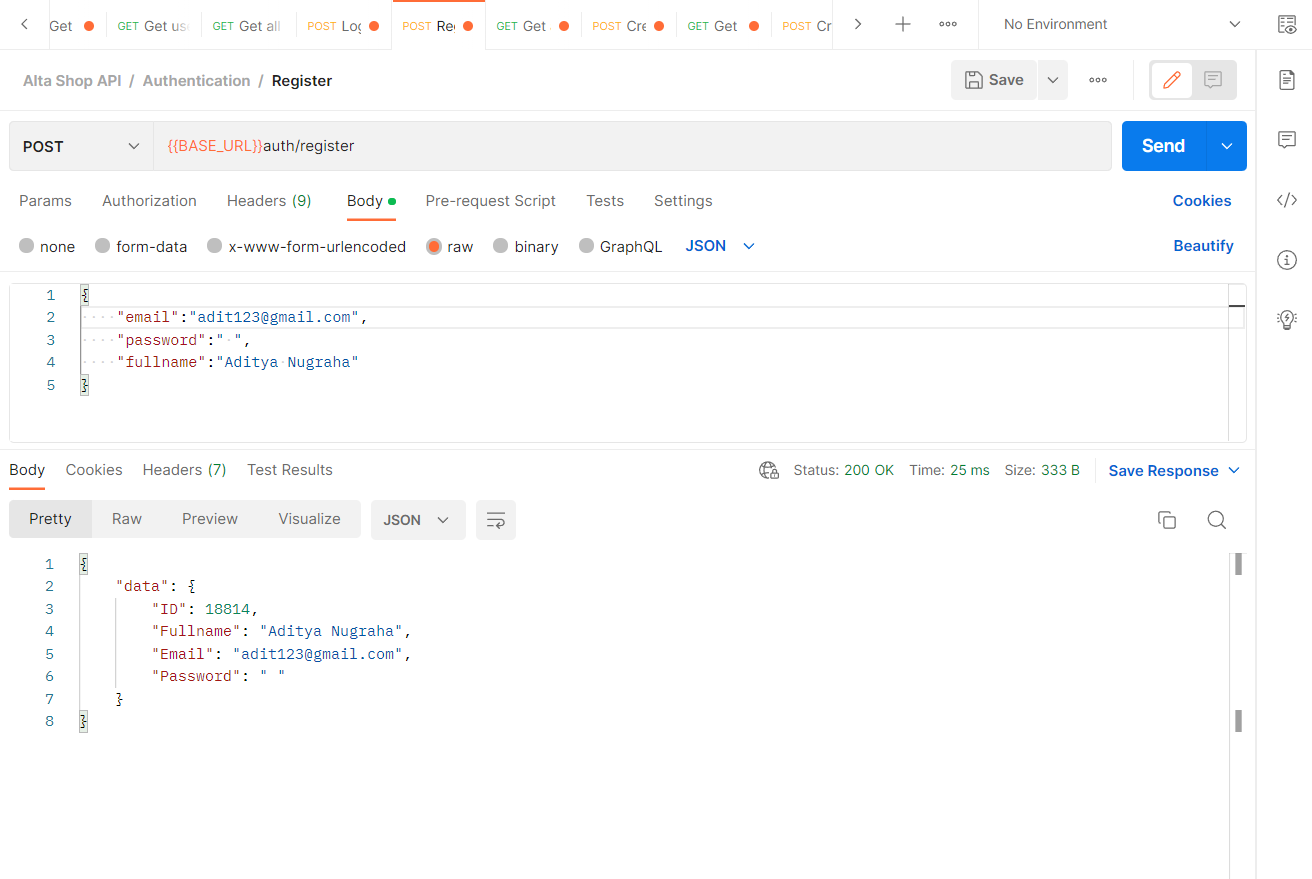 Get GET Get us GET Get all POST Log POST Reg GET Get POST Cre GET Get POST Cr No Environment
Alta Shop API / Authentication / Register Save
POST {{BASE_URL}}auth/register Send
Params Authorization Headers (9) Body Pre-request Script Tests Settings Cookies
none form-data x-www-form-urlencoded raw binary GraphQL JSON Beautify
1 {
2 "email":"adit123@gmail.com",
3 "password":" ",
4 "fullname":"Aditya Nugraha"
5 }
Body Cookies Headers (7) Test Results Status: 200 OK Time: 25 ms Size: 333 B Save Response
Pretty Raw Preview Visualize JSON
1 {
2 "data": {
3 "ID": 18814,
4 "Fullname": "Aditya Nugraha",
5 "Email": "adit123@gmail.com",
6 "Password": " "
7 }
8 }